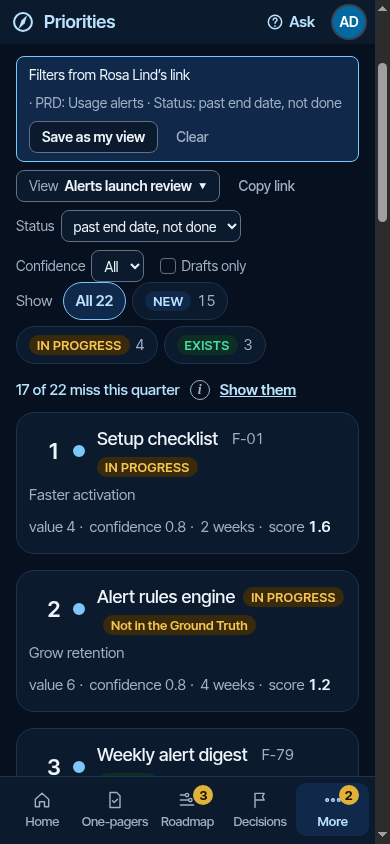 Priorities
Ask
AD
Filters from Rosa Lind's link
· PRD: Usage alerts · Status: past end date, not done
Save as my view
Clear
View Alerts launch review ▾
Copy link
Status past end date, not done
Confidence All
Drafts only
Show All 22 NEW 15
IN PROGRESS 4 EXISTS 3
17 of 22 miss this quarter i Show them
1 Setup checklist F-01
IN PROGRESS
Faster activation
value 4 · confidence 0.8 · 2 weeks · score 1.6
2 Alert rules engine IN PROGRESS
Not in the Ground Truth
Grow retention
value 6 · confidence 0.8 · 4 weeks · score 1.2
3 Weekly alert digest F-79
3 2
Home One-pagers Roadmap Decisions More